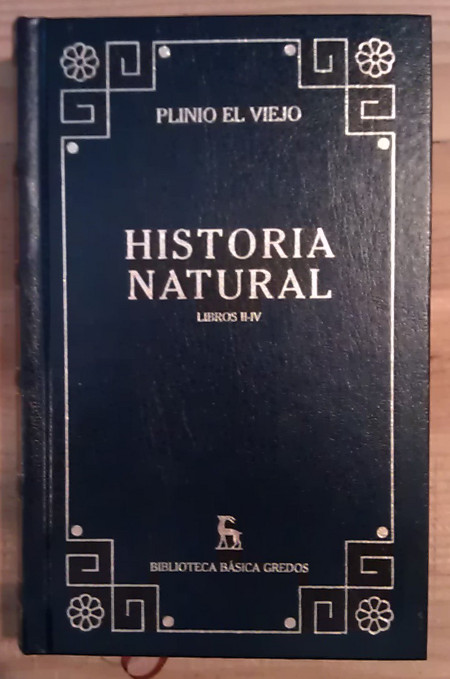 PLINIO EL VIEJO
HISTORIA
NATURAL
LIBROS II-IV
BIBLIOTECA BÁSICA GREDOS